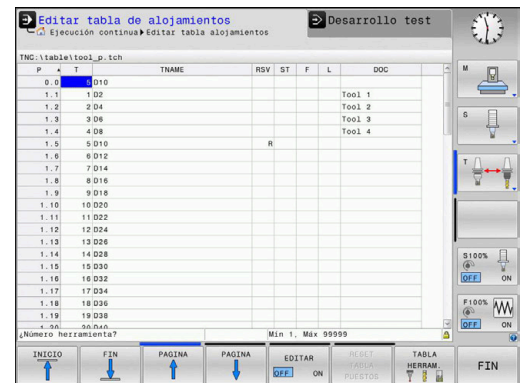 Editar tabla de alojamientos
Desarrollo test
Ejecución continua Editar tabla alojamientos
TNC:\table\tool_p.tch
P T TNAME RSV ST F L DOC
0.0 5 D10
1.1 1 D2 Tool 1
1.2 2 D4 Tool 2
1.3 3 D6 Tool 3
1.4 4 D8 Tool 4
1.5 5 D10 R
1.6 6 D12
1.7 7 D14
1.8 8 D16
1.9 9 D18
1.10 10 D20
1.11 11 D22
1.12 12 D24
1.13 13 D26
1.14 14 D28
1.15 15 D30
1.16 16 D32
1.17 17 D34
1.18 18 D36
1.19 19 D38
1.20 20 D40
¿Número herramienta? Mín 1, Máx 99999
M
S
T
S100%
OFF ON
F100%
OFF ON
INICIO
FIN
PAGINA
PAGINA
EDITAR
OFF ON
RESET
TABLA
PUESTOS
TABLA
HERRAM.
FIN